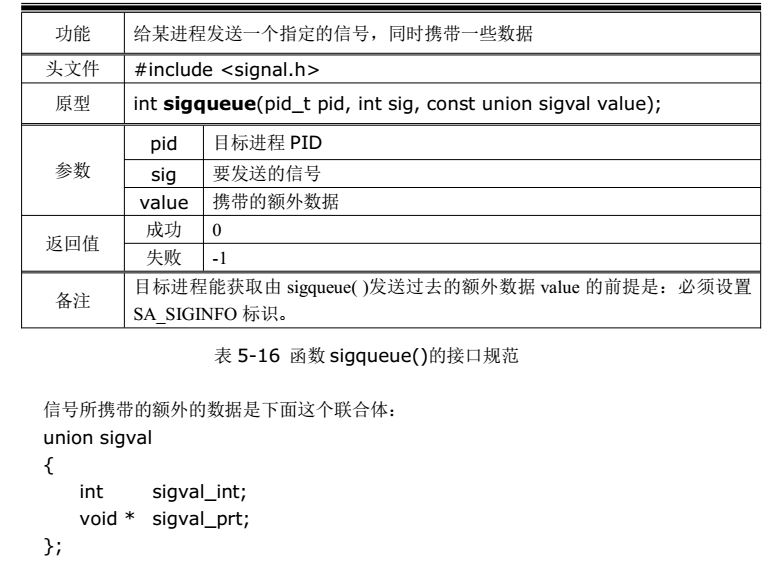 功能 给某进程发送一个指定的信号，同时携带一些数据
头文件 #include <signal.h>
原型 int sigqueue(pid_t pid, int sig, const union sigval value);
参数 pid 目标进程 PID
sig 要发送的信号
value 携带的额外数据
返回值 成功 0
失败 -1
备注 目标进程能获取由 sigqueue( )发送过去的额外数据 value 的前提是：必须设置
SA_SIGINFO 标识。
表 5-16 函数 sigqueue()的接口规范
信号所携带的额外的数据是下面这个联合体：
union sigval
{
int sigval_int;
void * sigval_prt;
};